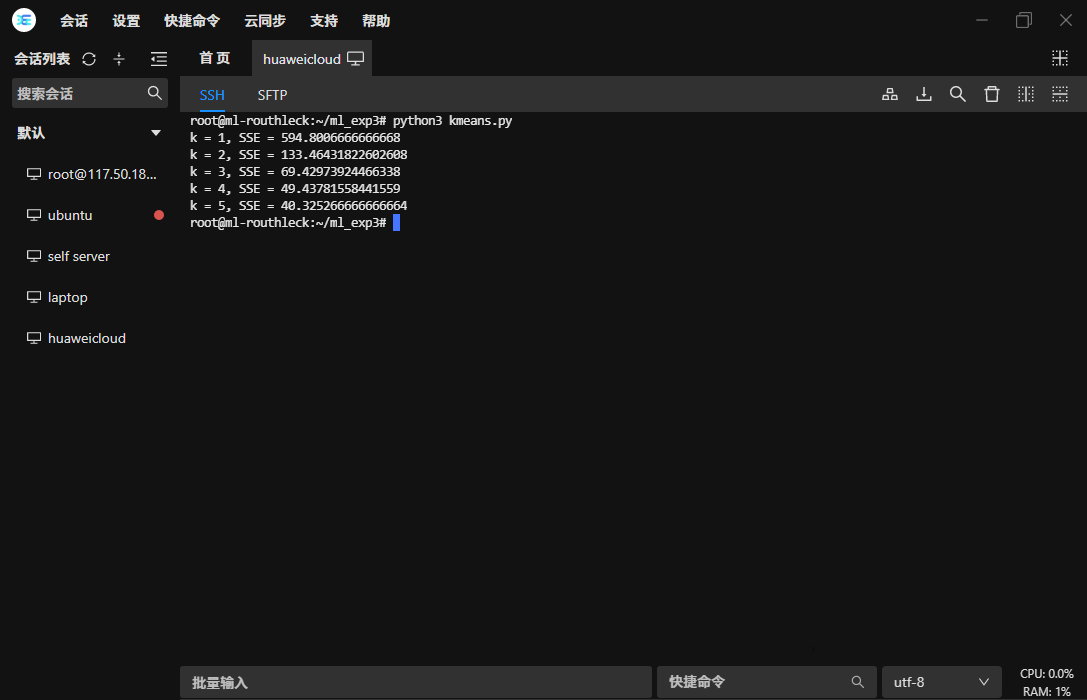 会话 设置 快捷命令 云同步 支持 帮助
会话列表
首页 huaweicloud
搜索会话
SSH SFTP
默认
root@117.50.18...
ubuntu
self server
laptop
huaweicloud
root@ml-routhleck:~/ml_exp3# python3 kmeans.py
k = 1, SSE = 594.8006666666668
k = 2, SSE = 133.46431822602608
k = 3, SSE = 69.42973924466338
k = 4, SSE = 49.43781558441559
k = 5, SSE = 40.325266666666664
root@ml-routhleck:~/ml_exp3#
批量输入 快捷命令 utf-8
CPU: 0.0%
RAM: 1%